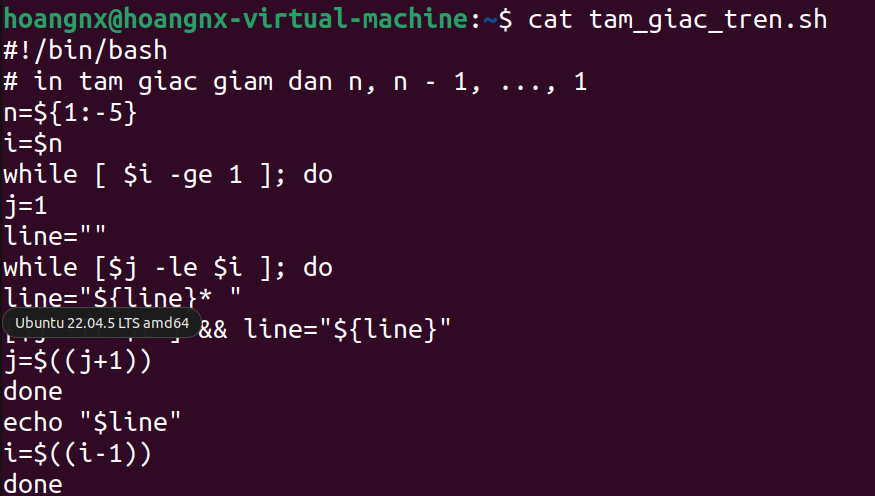 hoangnx@hoangnx-virtual-machine:~$ cat tam_giac_tren.sh
#!/bin/bash
# in tam giac giam dan n, n - 1, ..., 1
n=${1:-5}
i=$n
while [ $i -ge 1 ]; do
j=1
line=""
while [$j -le $i ]; do
line="${line}* "
Ubuntu 22.04.5 LTS amd64
&& line="${line}"
j=$((j+1))
done
echo "$line"
i=$((i-1))
done